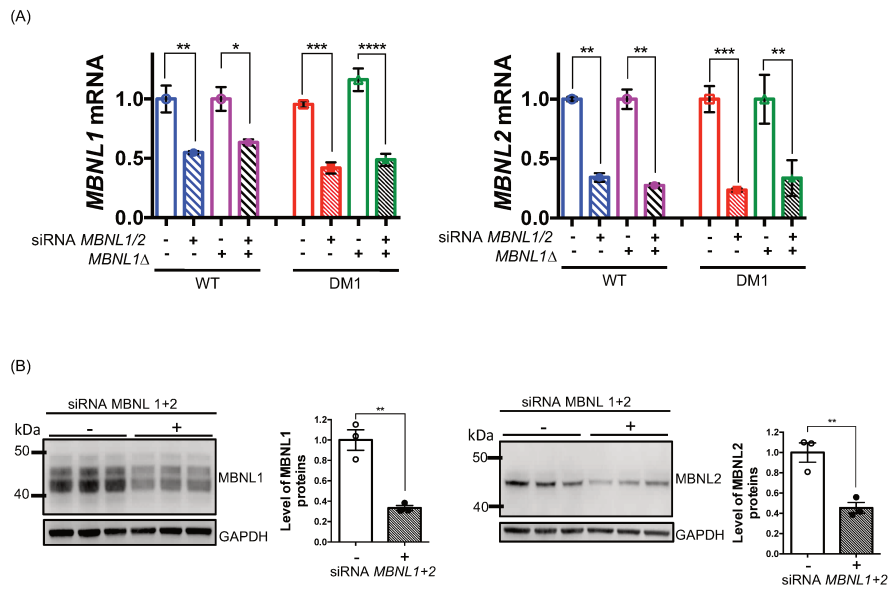 (A)
MBNL1 mRNA
1.0
0.5
0.0
** * *** ****
siRNA MBNL1/2 - + - + - + - +
MBNL1Δ - - + + - - + +
WT DM1
MBNL2 mRNA
1.0
0.5
0.0
** ** *** **
siRNA MBNL1/2 - + - + - + - +
MBNL1Δ - - + + - - + +
WT DM1
(B)
siRNA MBNL 1+2
kDa - +
50
40
MBNL1
GAPDH
Level of MBNL1
proteins
1.2
1.0
0.8
0.6
0.4
0.2
0.0
**
- +
siRNA MBNL1+2
siRNA MBNL 1+2
kDa - +
50
40
MBNL2
GAPDH
Level of MBNL2
proteins
1.2
1.0
0.8
0.6
0.4
0.2
0.0
**
- +
siRNA MBNL1+2